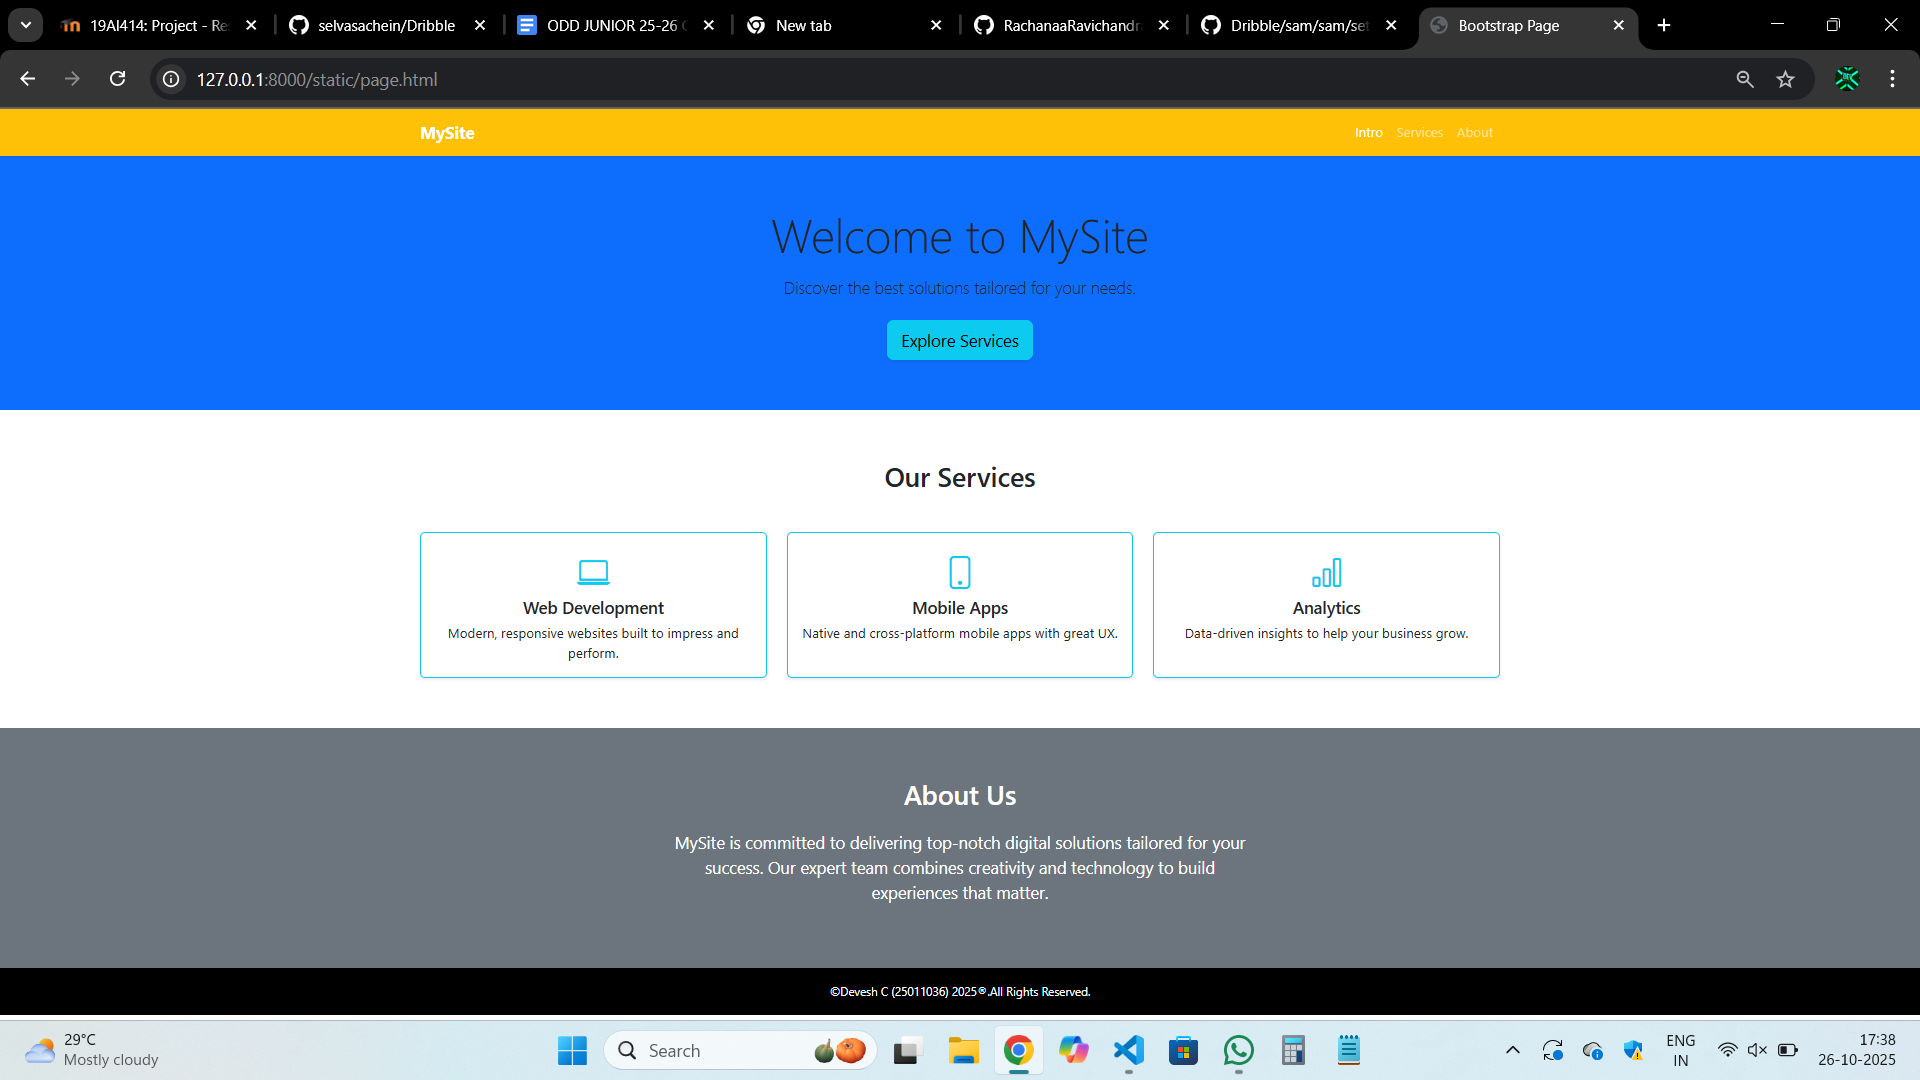 19AI414: Project - Re
selvasachein/Dribble
ODD JUNIOR 25-26
New tab
RachanaaRavichandr
Dribble/sam/sam/set
Bootstrap Page
127.0.0.1:8000/static/page.html
MySite
Intro Services About
Welcome to MySite
Discover the best solutions tailored for your needs.
Explore Services
Our Services
Web Development
Modern, responsive websites built to impress and
perform.
Mobile Apps
Native and cross-platform mobile apps with great UX.
Analytics
Data-driven insights to help your business grow.
About Us
MySite is committed to delivering top-notch digital solutions tailored for your
success. Our expert team combines creativity and technology to build
experiences that matter.
©Devesh C (25011036) 2025®.All Rights Reserved.
29°C
Mostly cloudy
Search
ENG
IN
17:38
26-10-2025